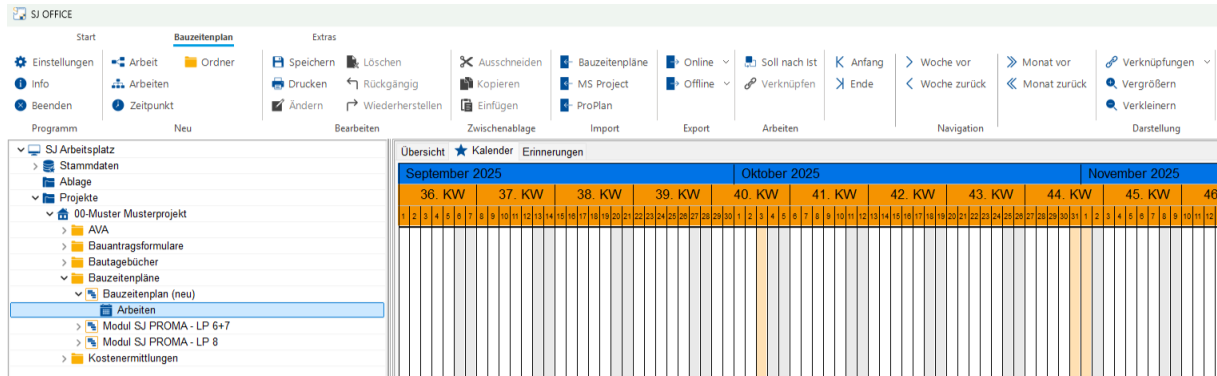 SJ OFFICE
Start Bauzeitenplan Extras
Einstellungen Arbeit Ordner Speichern Löschen Ausschneiden Bauzeitenpläne Online Soll nach Ist Anfang Woche vor Monat vor Verknüpfungen
Info Arbeiten Drucken Rückgängig Kopieren MS Project Offline Verknüpfen Ende Woche zurück Monat zurück Vergrößern
Beenden Zeitpunkt Ändern Wiederherstellen Einfügen ProPlan Verkleinern
Programm Neu Bearbeiten Zwischenablage Import Export Arbeiten Navigation Darstellung
SJ Arbeitsplatz
Stammdaten
Ablage
Projekte
00-Muster Musterprojekt
AVA
Bauantragsformulare
Bautagebücher
Bauzeitenpläne
Bauzeitenplan (neu)
Arbeiten
Modul SJ PROMA - LP 6+7
Modul SJ PROMA - LP 8
Kostenermittlungen
Übersicht Kalender Erinnerungen
September 2025 Oktober 2025 November 2025
36. KW 37. KW 38. KW 39. KW 40. KW 41. KW 42. KW 43. KW 44. KW 45. KW 46
1 2 3 4 5 6 7 8 9 10 11 12 13 14 15 16 17 18 19 20 21 22 23 24 25 26 27 28 29 30 1 2 3 4 5 6 7 8 9 10 11 12 13 14 15 16 17 18 19 20 21 22 23 24 25 26 27 28 29 30 31 1 2 3 4 5 6 7 8 9 10 11 12